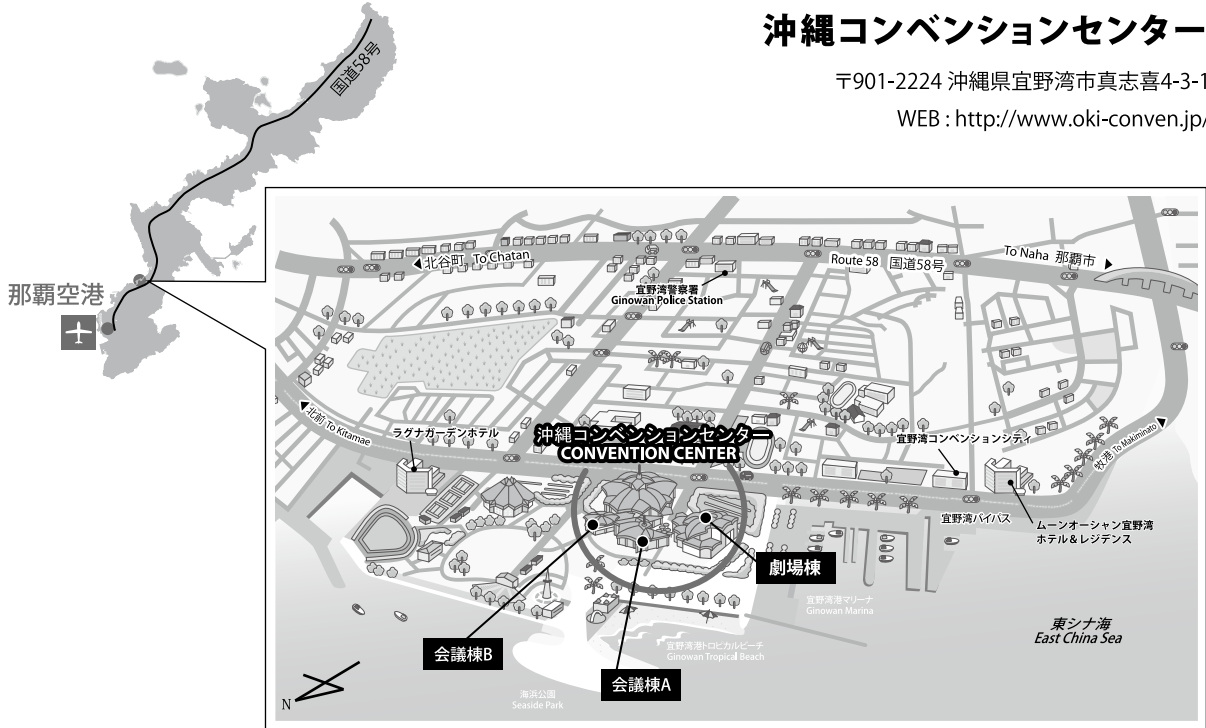 沖縄コンベンションセンター
〒901-2224 沖縄県宜野湾市真志喜4-3-1
WEB : http://www.oki-conven.jp/
国道58号
那覇空港
北谷町 To Chatan
宜野湾警察署
Ginowan Police Station
Route 58 国道58号
To Naha 那覇市
北前 To Kitamae
ラグナガーデンホテル
沖縄コンベンションセンター
CONVENTION CENTER
宜野湾コンベンションシティ
牧港 To Makiminato
宜野湾バイパス
ムーンオーシャン宜野湾
ホテル＆レジデンス
劇場棟
宜野湾港マリーナ
Ginowan Marina
東シナ海
East China Sea
会議棟B
宜野湾港トロピカルビーチ
Ginowan Tropical Beach
会議棟A
海浜公園
Seaside Park
N